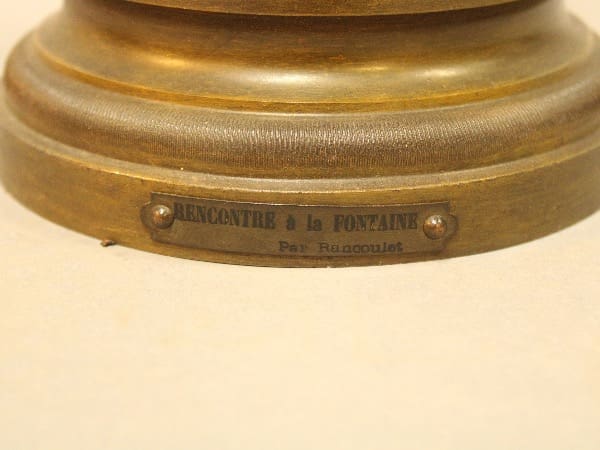 RENCONTRE à la FONTAINE
Par Rancoulet